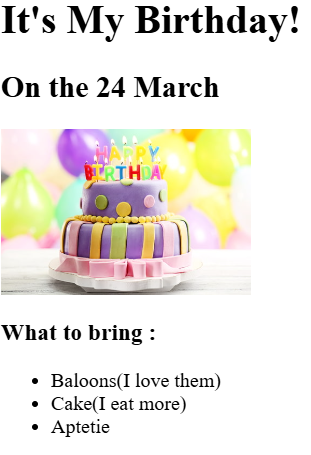 It's My Birthday!
On the 24 March
HAPPY
BIRTHDAY
What to bring :
Baloons(I love them)
Cake(I eat more)
Aptetie